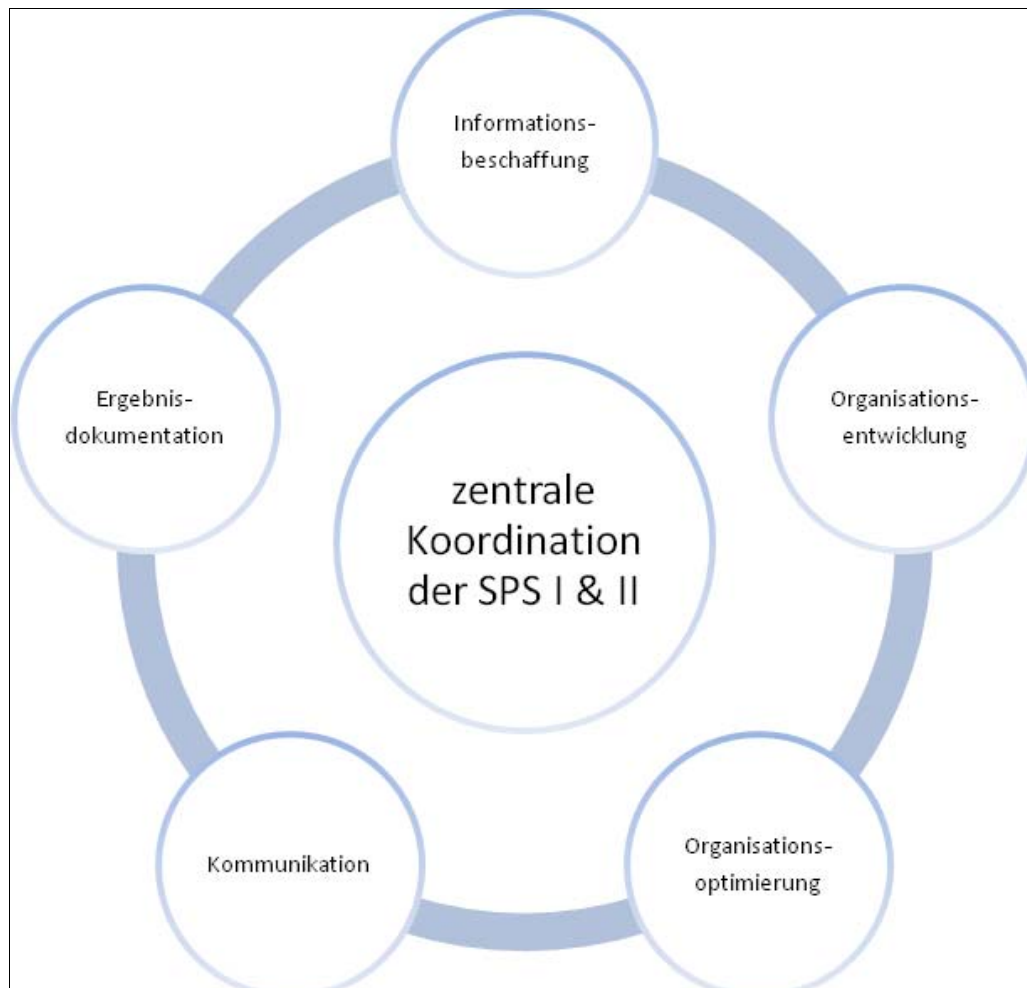 Informations-
beschaffung
Ergebnis-
dokumentation
Organisations-
entwicklung
zentrale
Koordination
der SPS I & II
Kommunikation
Organisations-
optimierung